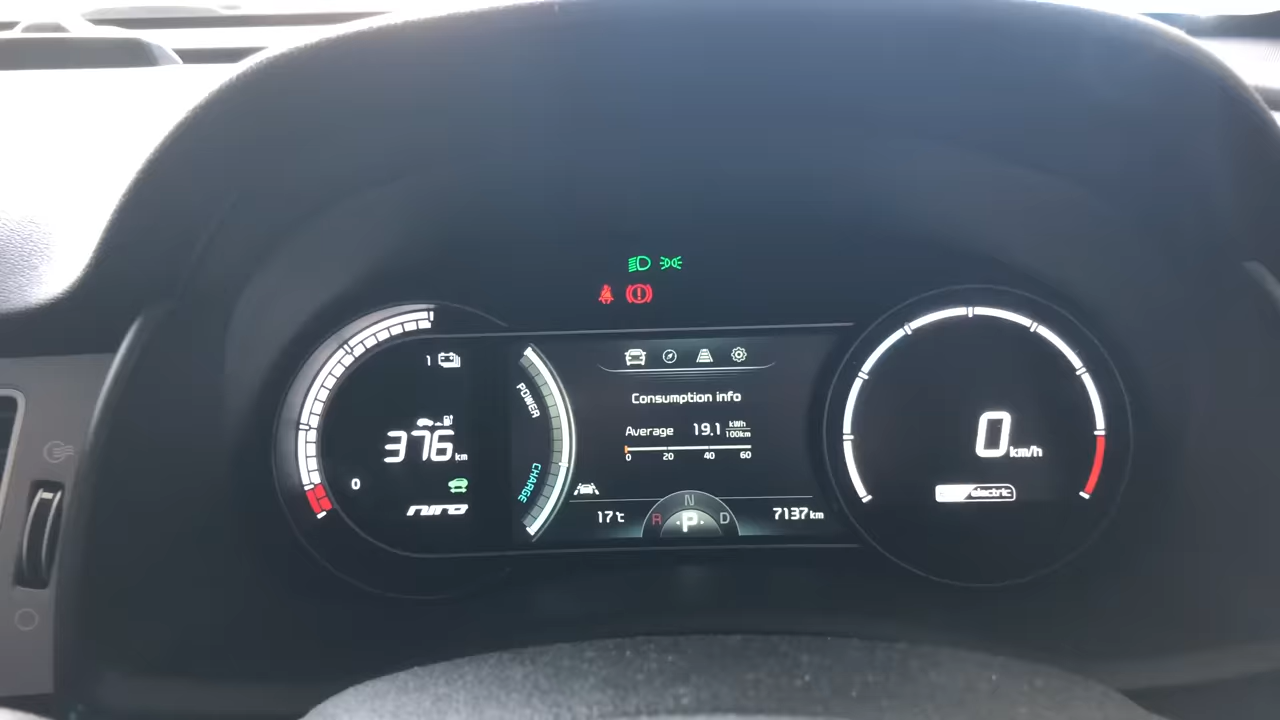 1
376 km
0
niro
POWER
CHARGE
Consumption info
Average 19.1 kWh/100km
0 20 40 60
17℃
R N D
P
7137 km
0 km/h
electric